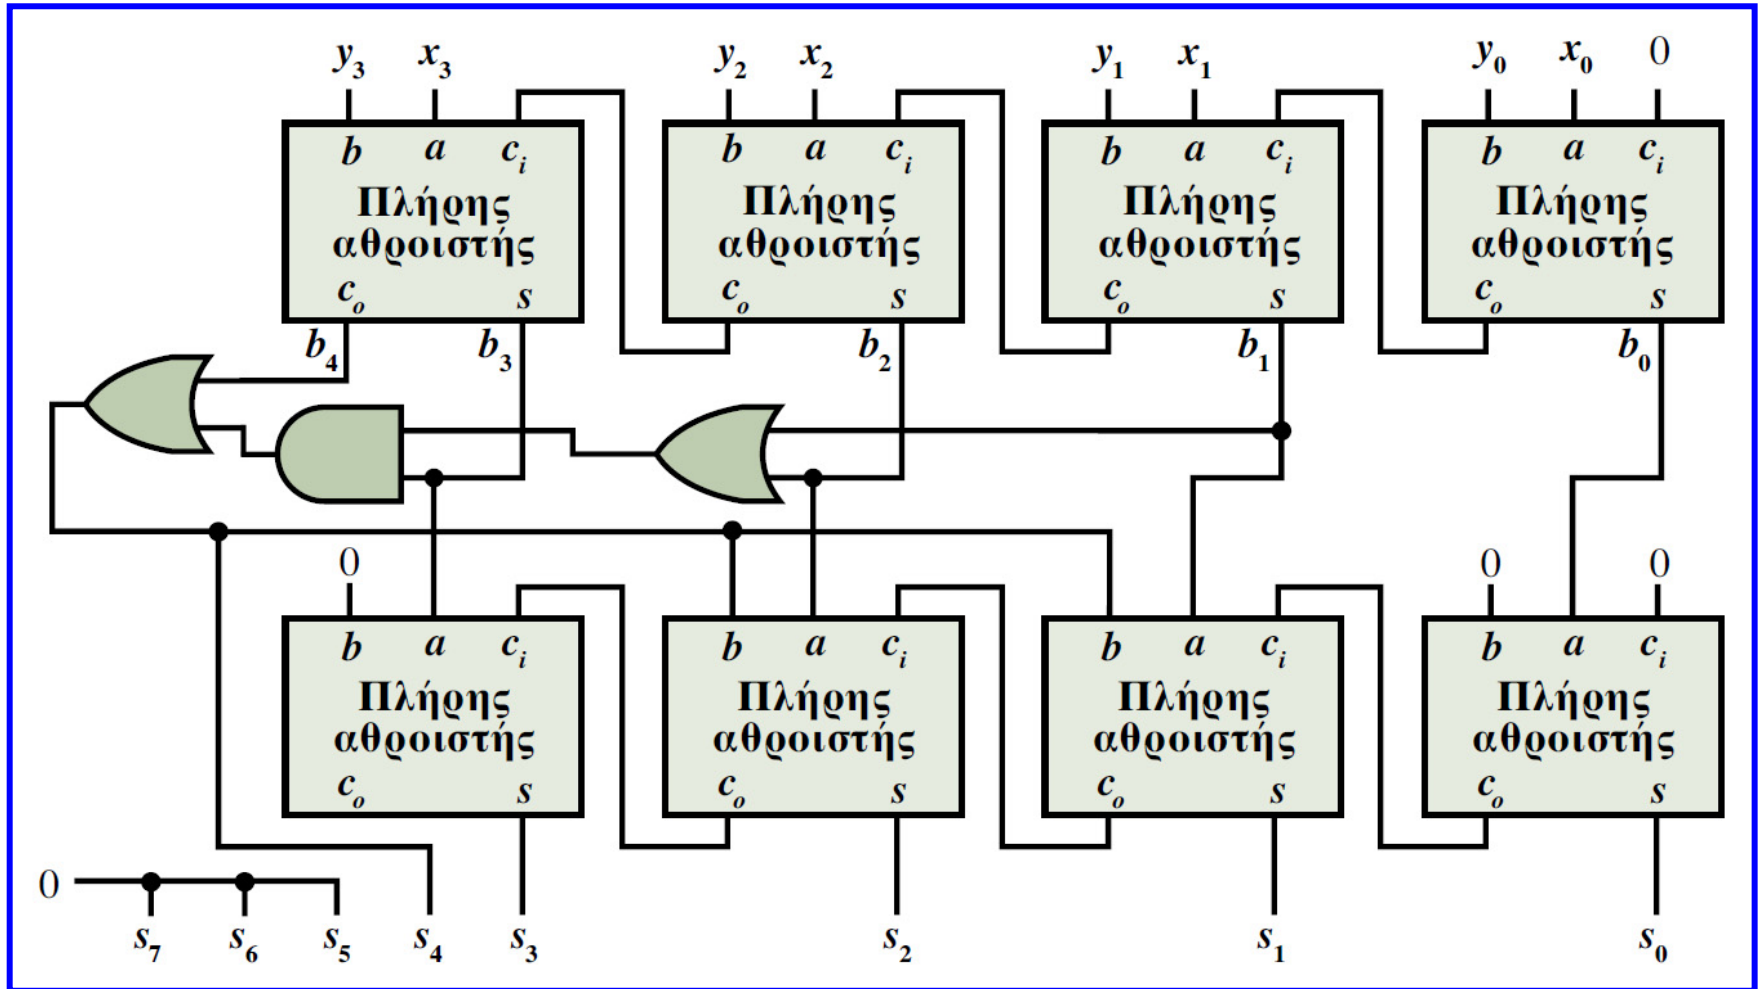 y3 x3 y2 x2 y1 x1 y0 x0 0
b a ci b a ci b a ci b a ci
Πλήρης Πλήρης Πλήρης Πλήρης
αθροιστής αθροιστής αθροιστής αθροιστής
co s co s co s co s
b4 b3 b2 b1 b0
0 0 0
b a ci b a ci b a ci b a ci
Πλήρης Πλήρης Πλήρης Πλήρης
αθροιστής αθροιστής αθροιστής αθροιστής
co s co s co s co s
0
s7 s6 s5 s4 s3 s2 s1 s0